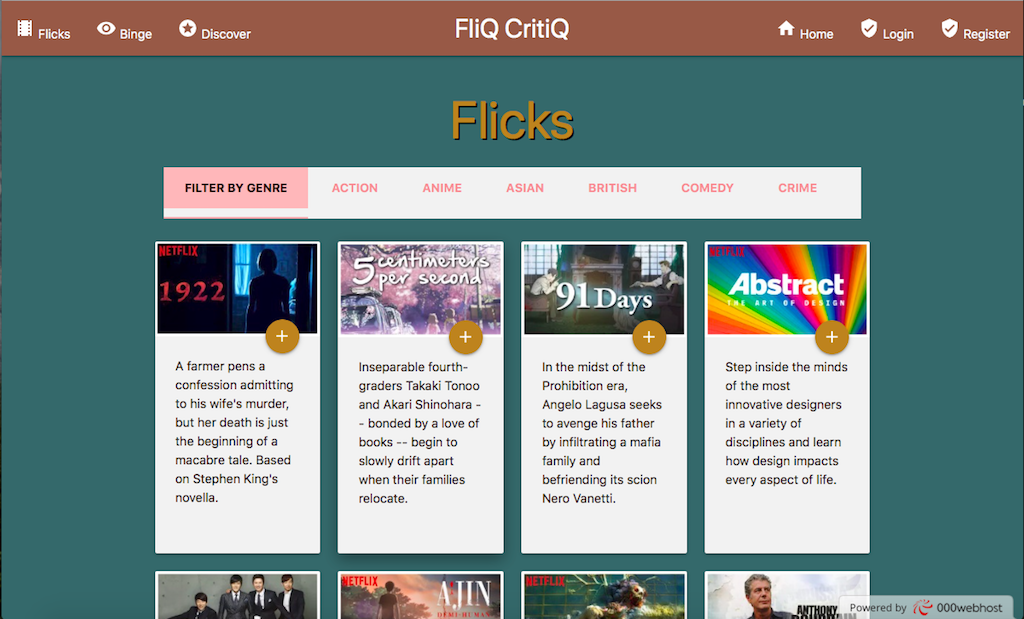 Flicks Binge Discover FliQ CritiQ Home Login Register
Flicks
FILTER BY GENRE ACTION ANIME ASIAN BRITISH COMEDY CRIME
NETFLIX
1922
A farmer pens a
confession admitting
to his wife's murder,
but her death is just
the beginning of a
macabre tale. Based
on Stephen King's
novella.
5 centimeters
per second
Inseparable fourth-
graders Takaki Tonoo
and Akari Shinohara -
- bonded by a love of
books -- begin to
slowly drift apart
when their families
relocate.
91 Days
In the midst of the
Prohibition era,
Angelo Lagusa seeks
to avenge his father
by infiltrating a mafia
family and
befriending its scion
Nero Vanetti.
NETFLIX
Abstract
THE ART OF DESIGN
Step inside the minds
of the most
innovative designers
in a variety of
disciplines and learn
how design impacts
every aspect of life.
NETFLIX
AJIN
DEMI-HUMAN
NETFLIX
ANTHONY
Powered by 000webhost